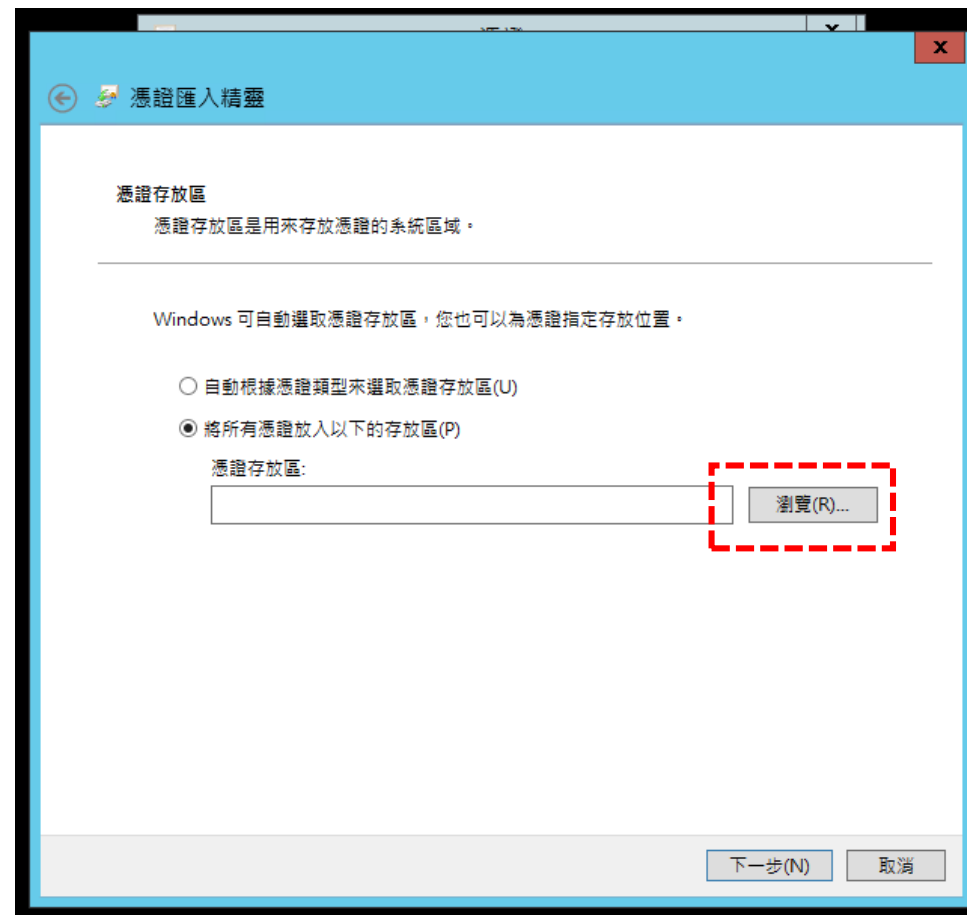 憑證匯入精靈
憑證存放區
憑證存放區是用來存放憑證的系統區域。
Windows 可自動選取憑證存放區，您也可以為憑證指定存放位置。
自動根據憑證類型來選取憑證存放區(U)
將所有憑證放入以下的存放區(P)
憑證存放區:
瀏覽(R)...
下一步(N) 取消